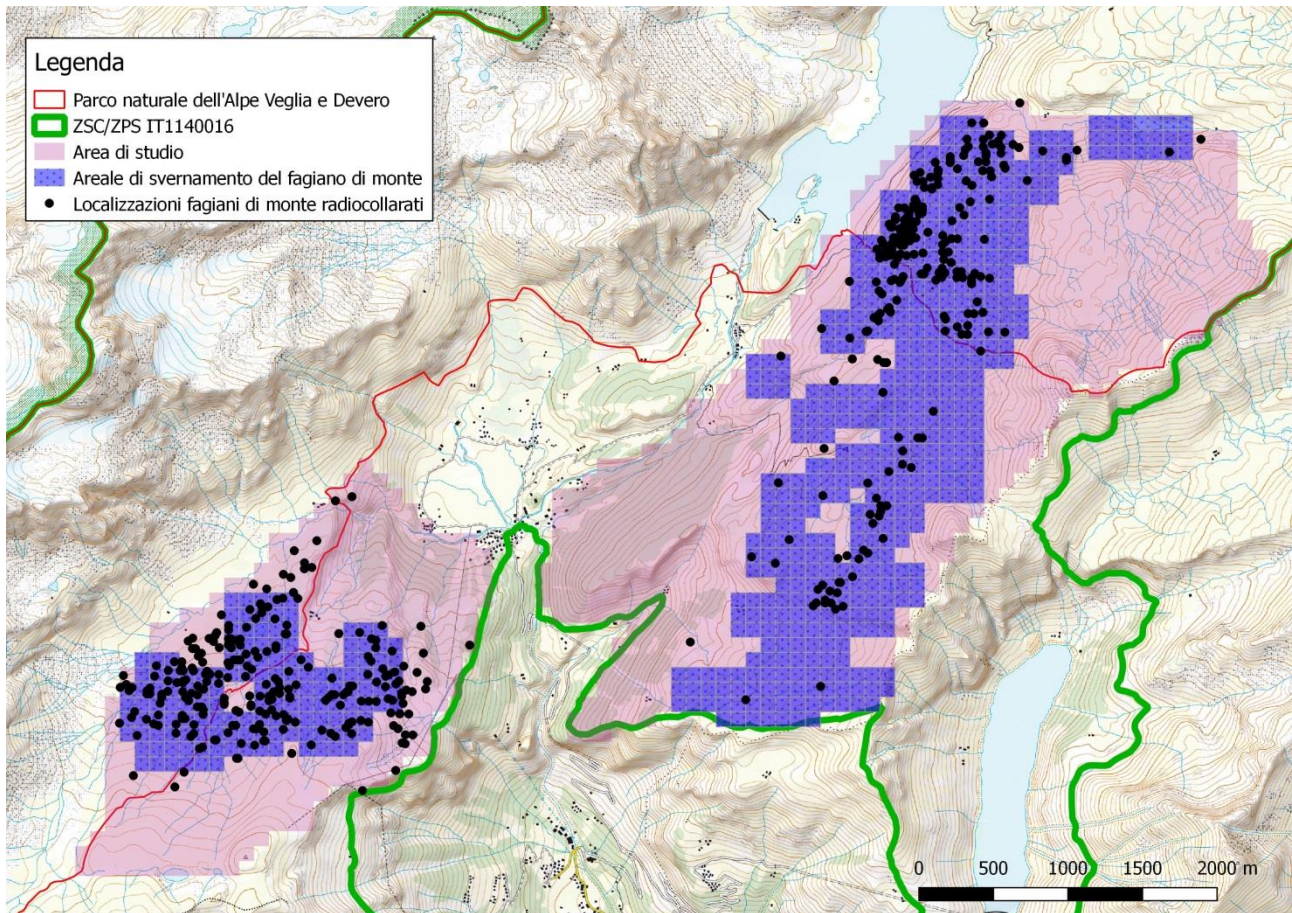 Legenda
Parco naturale dell'Alpe Veglia e Devero
ZSC/ZPS IT1140016
Area di studio
Areale di svernamento del fagiano di monte
Localizzazioni fagiani di monte radiocollarati
0 500 1000 1500 2000 m